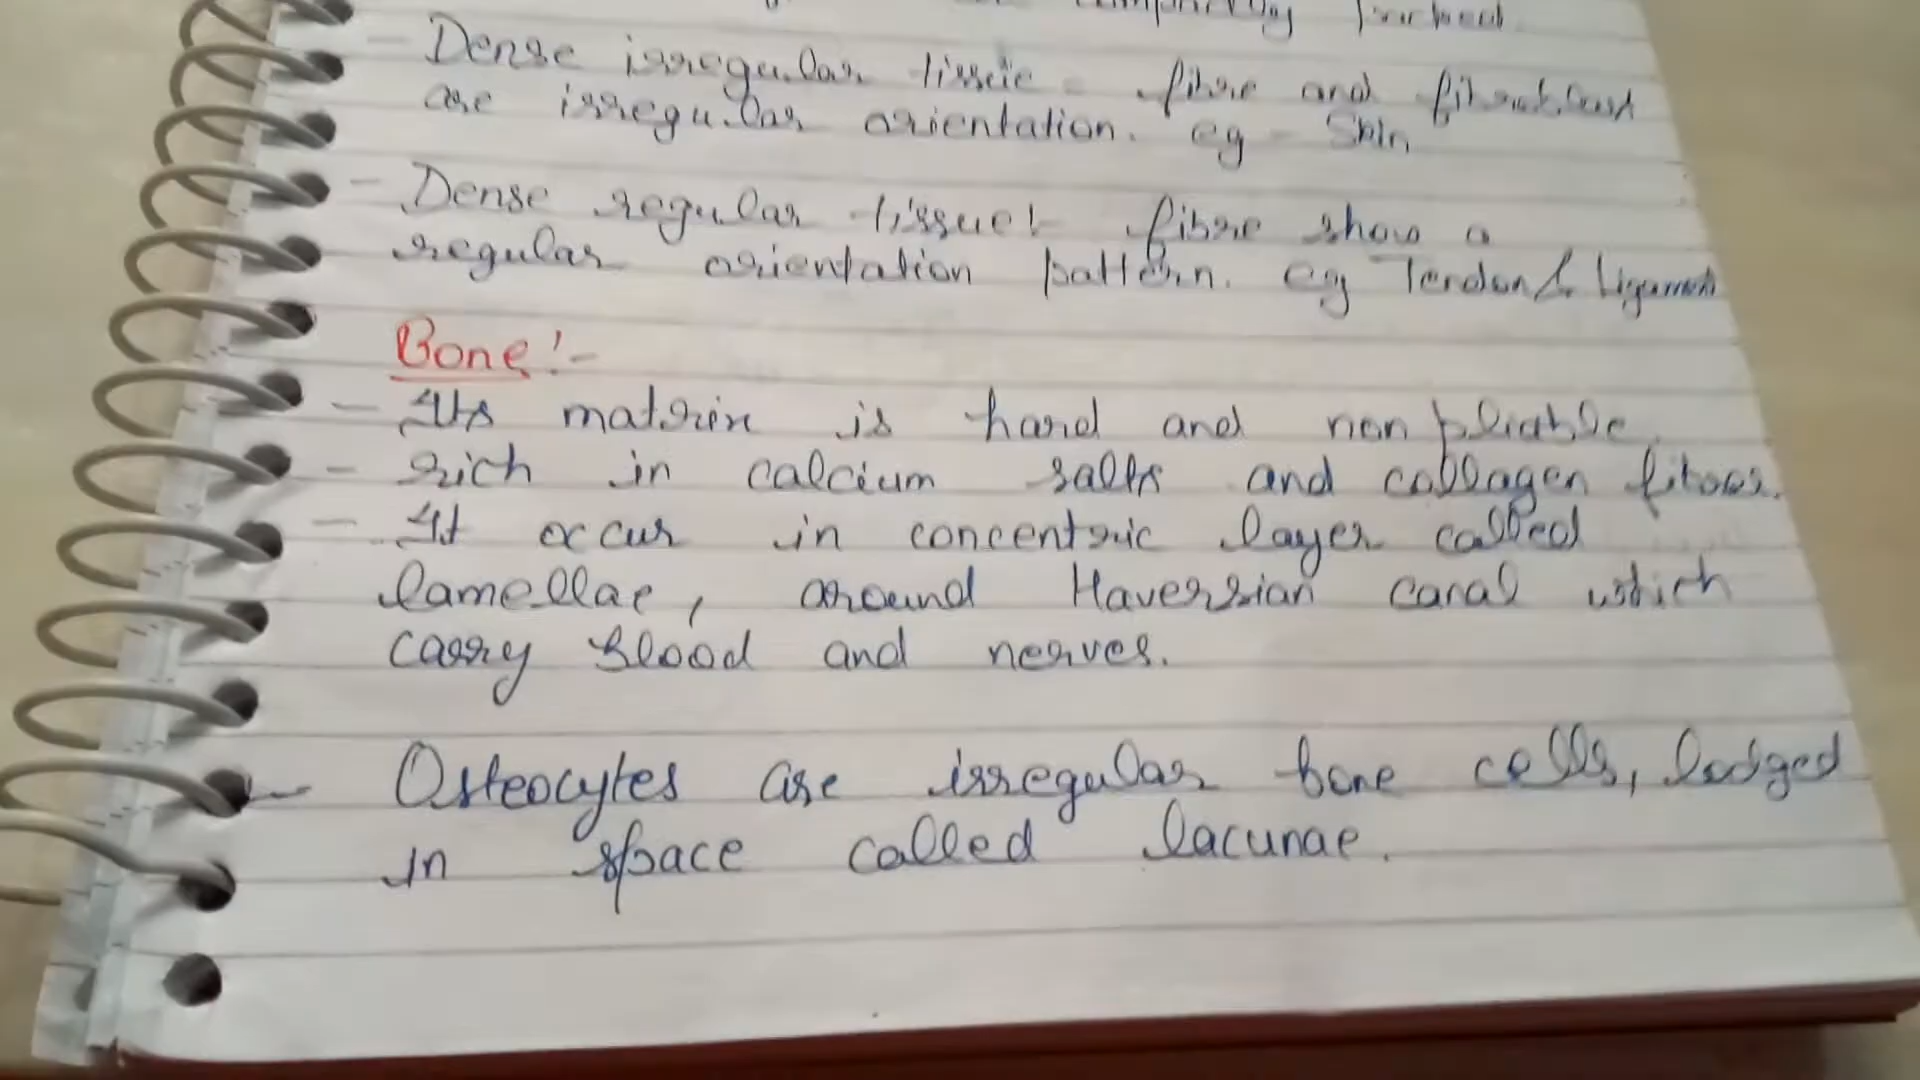 - Dense irregular tissue - fibre and fibroblast
are irregular orientation. eg - Skin
- Dense regular tissue :- fibre show a
regular orientation pattern. eg Tendon & Ligament
Bone :-
- Its matrix is hard and non pliable
- rich in calcium salts and collagen fibres.
- It occur in concentric layer called
lamellae, around Haversian canal which
carry blood and nerves.
- Osteocytes are irregular bone cells, lodged
in space called lacunae.